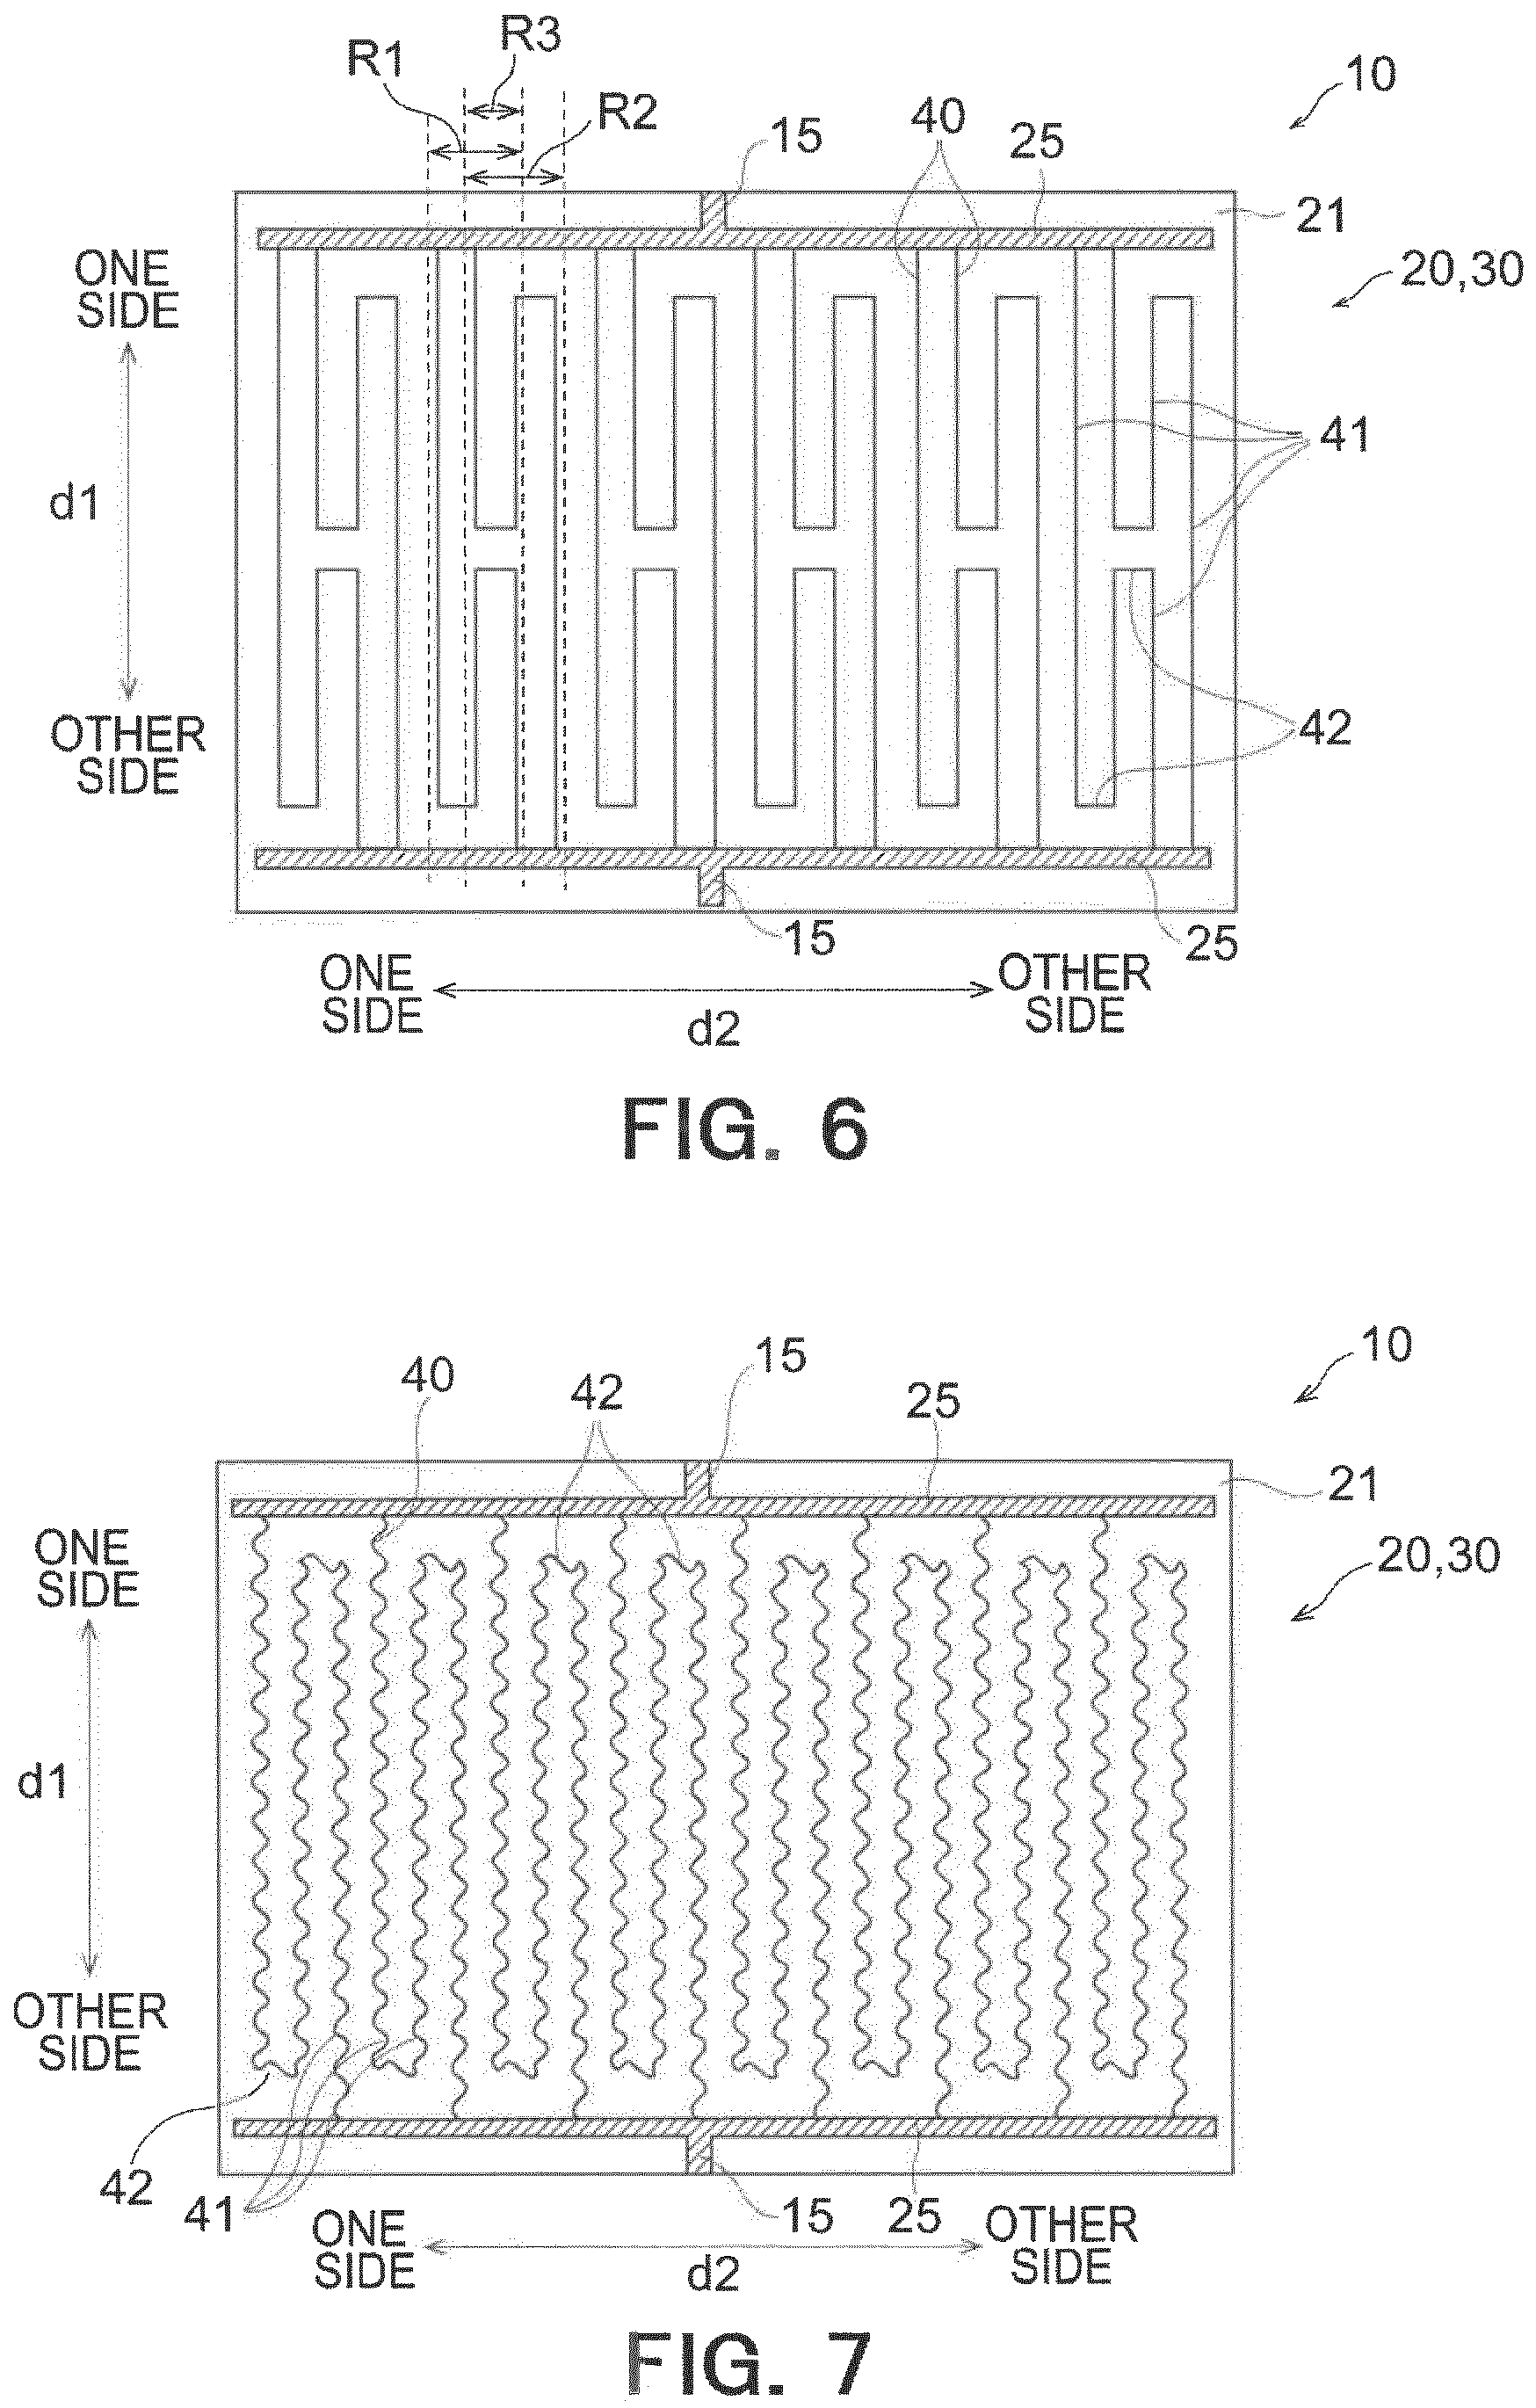 R3
R1
R2
10
15
40
25
21
ONE
SIDE
20,30
41
d1
OTHER
SIDE
42
15
25
ONE
SIDE
d2
OTHER
SIDE
FIG. 6
10
15
40
42
25
21
ONE
SIDE
20,30
d1
OTHER
SIDE
42
41
15
25
ONE
SIDE
d2
OTHER
SIDE
FIG. 7